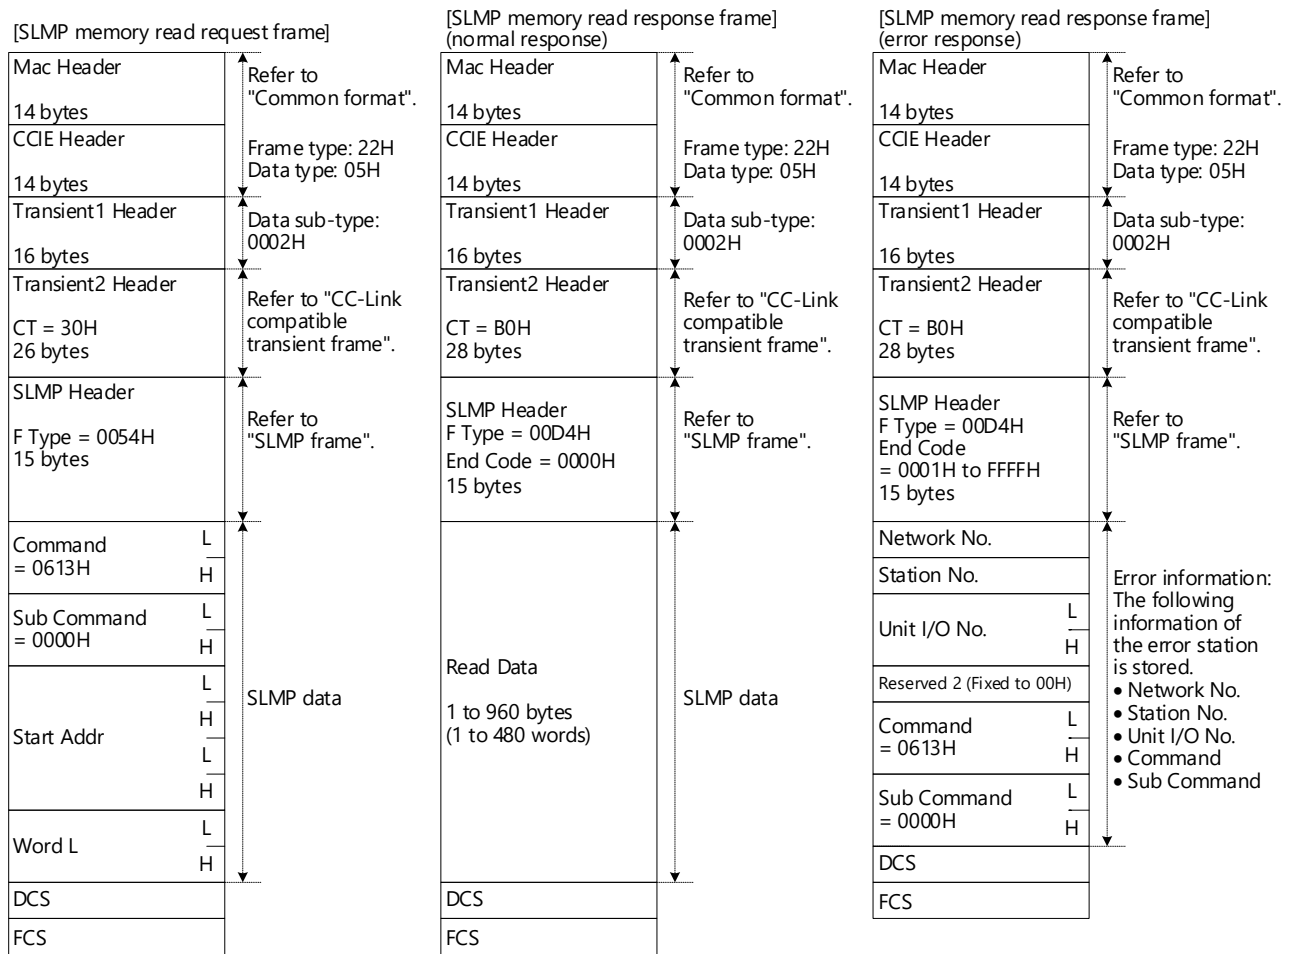 [SLMP memory read request frame]
Mac Header
14 bytes
CCIE Header
14 bytes
Transient1 Header
16 bytes
Transient2 Header
CT = 30H
26 bytes
SLMP Header
F Type = 0054H
15 bytes
Command
= 0613H
L
H
Sub Command
= 0000H
L
H
Start Addr
L
H
L
H
Word L
L
H
DCS
FCS
Refer to
"Common format".
Frame type: 22H
Data type: 05H
Data sub-type:
0002H
Refer to "CC-Link
compatible
transient frame".
Refer to
"SLMP frame".
SLMP data
[SLMP memory read response frame]
(normal response)
Mac Header
14 bytes
CCIE Header
14 bytes
Transient1 Header
16 bytes
Transient2 Header
CT = B0H
28 bytes
SLMP Header
F Type = 00D4H
End Code = 0000H
15 bytes
Read Data
1 to 960 bytes
(1 to 480 words)
DCS
FCS
Refer to
"Common format".
Frame type: 22H
Data type: 05H
Data sub-type:
0002H
Refer to "CC-Link
compatible
transient frame".
Refer to
"SLMP frame".
SLMP data
[SLMP memory read response frame]
(error response)
Mac Header
14 bytes
CCIE Header
14 bytes
Transient1 Header
16 bytes
Transient2 Header
CT = B0H
28 bytes
SLMP Header
F Type = 00D4H
End Code
= 0001H to FFFFH
15 bytes
Network No.
Station No.
Unit I/O No.
L
H
Reserved 2 (Fixed to 00H)
Command
= 0613H
L
H
Sub Command
= 0000H
L
H
DCS
FCS
Refer to
"Common format".
Frame type: 22H
Data type: 05H
Data sub-type:
0002H
Refer to "CC-Link
compatible
transient frame".
Refer to
"SLMP frame".
Error information:
The following
information of
the error station
is stored.
• Network No.
• Station No.
• Unit I/O No.
• Command
• Sub Command